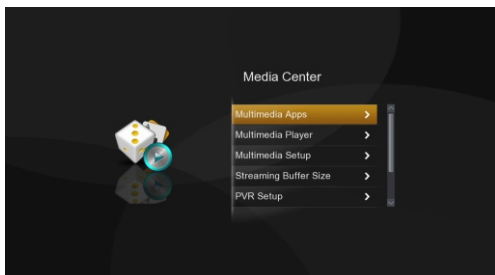 Media Center
Multimedia Apps
Multimedia Player
Multimedia Setup
Streaming Buffer Size
PVR Setup